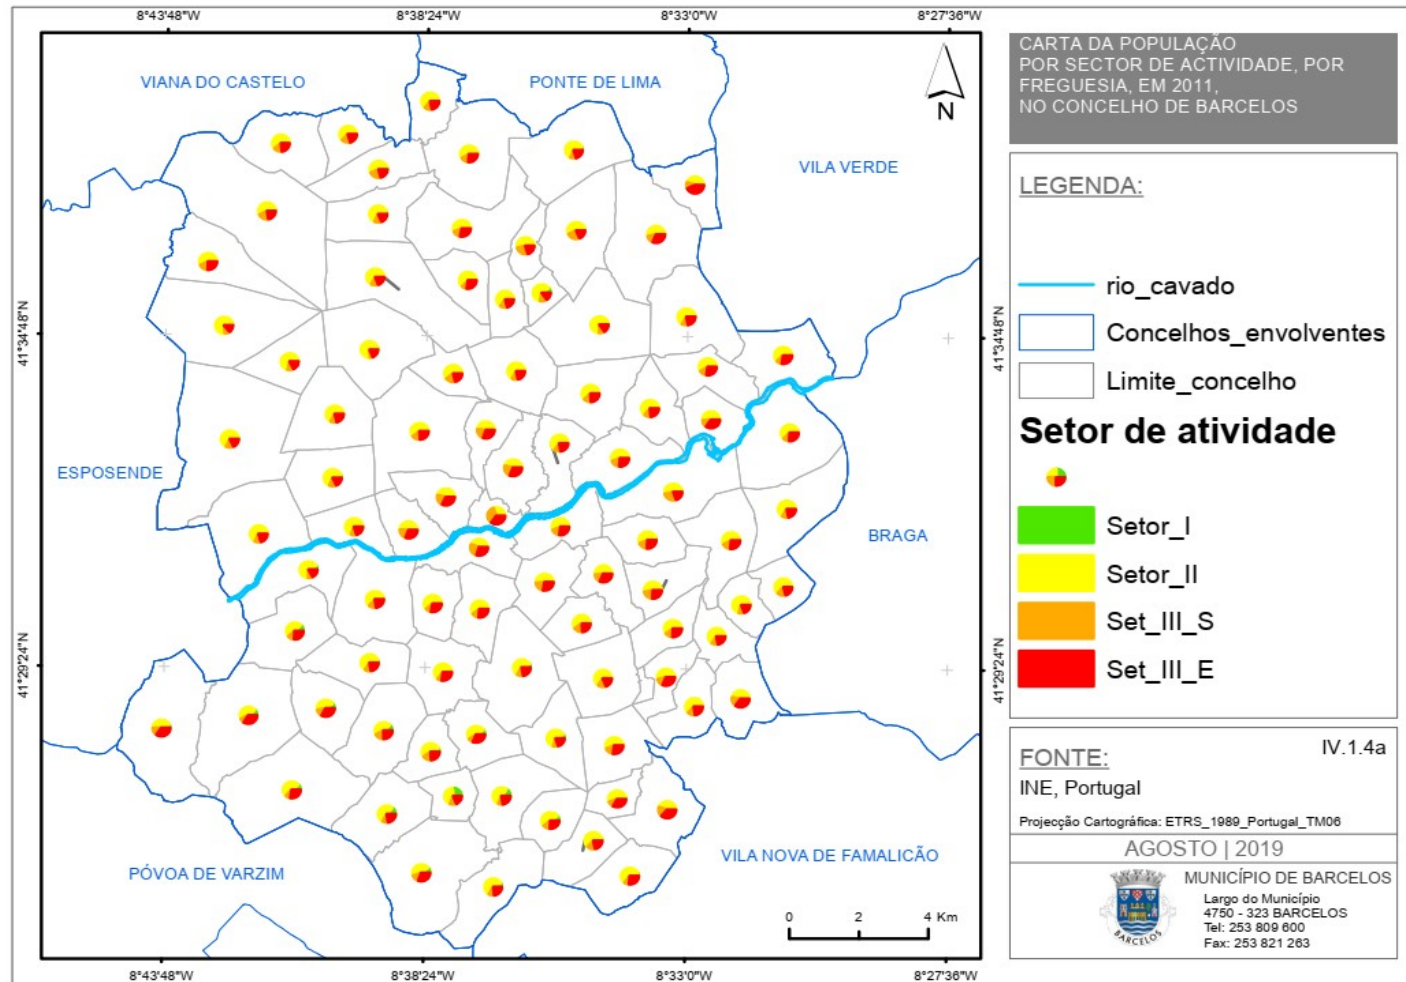 8°43'48"W
8°38'24"W
8°33'0"W
8°27'36"W
VIANA DO CASTELO
PONTE DE LIMA
VILA VERDE
N
41°34'48"N
41°34'48"N
ESPOSENDE
BRAGA
41°29'24"N
41°29'24"N
PÓVOA DE VARZIM
VILA NOVA DE FAMALICÃO
0 2 4 Km
8°43'48"W
8°38'24"W
8°33'0"W
8°27'36"W
CARTA DA POPULAÇÃO
POR SECTOR DE ACTIVIDADE, POR
FREGUESIA, EM 2011,
NO CONCELHO DE BARCELOS
LEGENDA:
rio_cavado
Concelhos_envolventes
Limite_concelho
Setor de atividade
Setor_I
Setor_II
Set_III_S
Set_III_E
FONTE:
IV.1.4a
INE, Portugal
Projecção Cartográfica: ETRS_1989_Portugal_TM06
AGOSTO | 2019
MUNICÍPIO DE BARCELOS
Largo do Município
4750 - 323 BARCELOS
Tel: 253 809 600
Fax: 253 821 263
BARCELOS